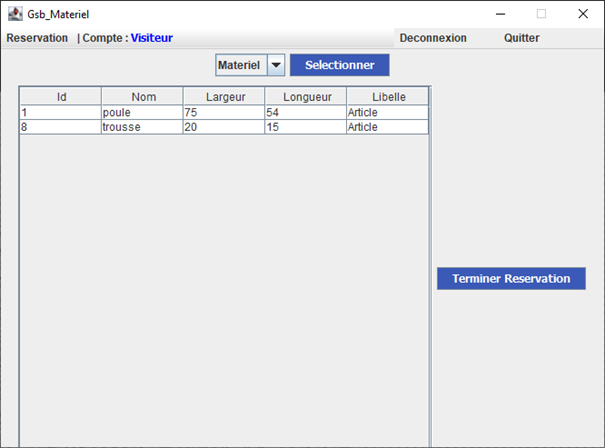 Gsb_Materiel
Reservation | Compte : Visiteur Deconnexion Quitter
Materiel Selectionner
Id Nom Largeur Longueur Libelle
1 poule 75 54 Article
8 trousse 20 15 Article
Terminer Reservation